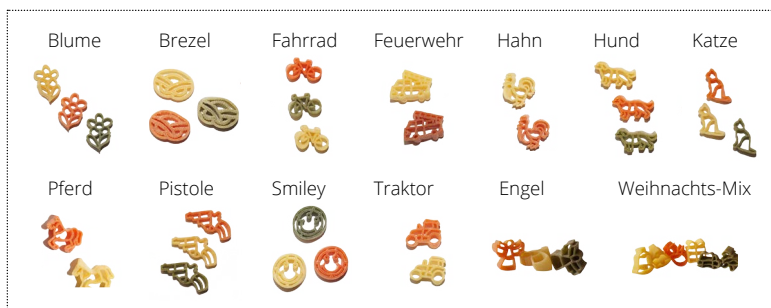 Blume Brezel Fahrrad Feuerwehr Hahn Hund Katze
Pferd Pistole Smiley Traktor Engel Weihnachts-Mix